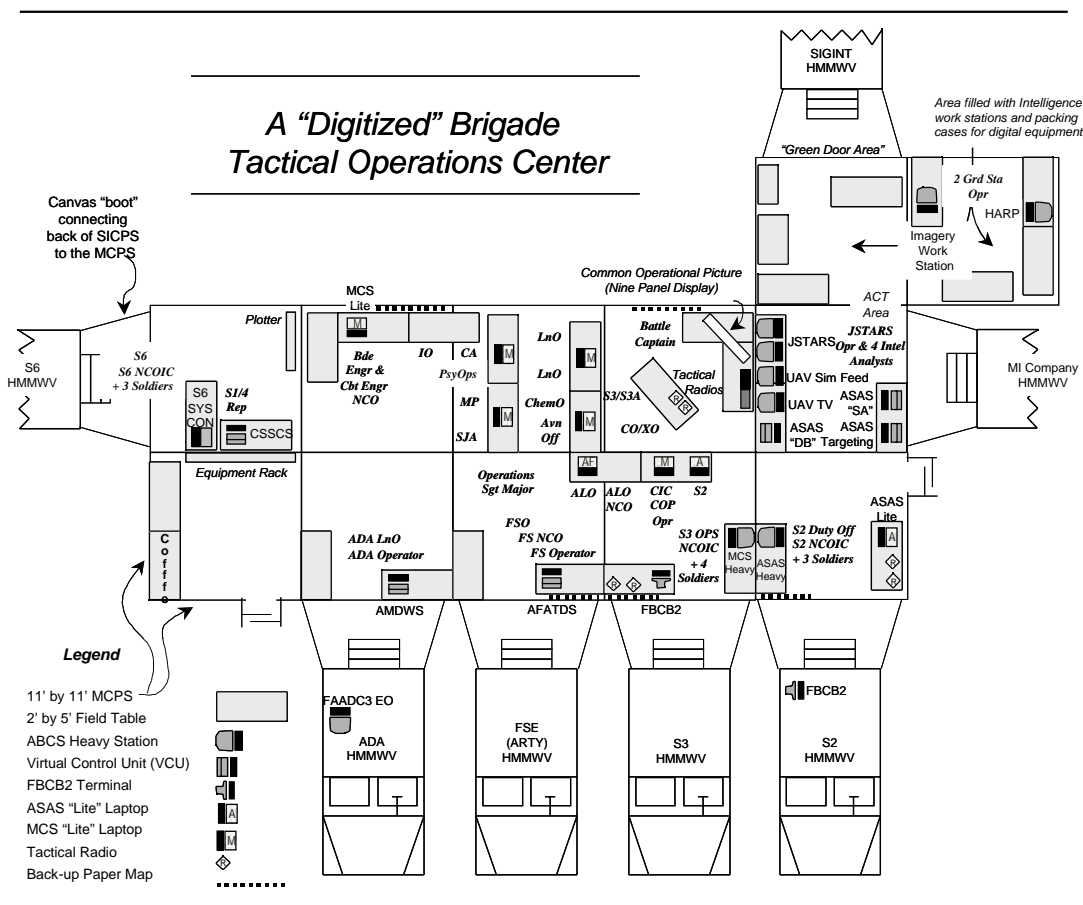 A “Digitized” Brigade
Tactical Operations Center
SIGINT
HMMWV
Area filled with Intelligence
work stations and packing
cases for digital equipment
“Green Door Area”
2 Grd Sta
Opr
HARP
Imagery
Work
Station
ACT
Area
Canvas “boot”
connecting
back of SICPS
to the MCPS
Common Operational Picture
(Nine Panel Display)
MCS
Lite
M
Plotter
S6
HMMWV
S6
S6 NCOIC
+ 3 Soldiers
S6
SYS
CON
S1/4
Rep
CSSCS
Equipment Rack
Bde
Engr &
Cbt Engr
NCO
IO
CA
PsyOps
M
MP
SJA
M
LnO
LnO
M
ChemO
Avn
Off
M
Battle
Captain
Tactical
Radios
S3/S3A
R
R
CO/XO
JSTARS
JSTARS
Opr & 4 Intel
Analysts
UAV Sim Feed
UAV TV
ASAS
“SA”
ASAS
“DB”
ASAS
Targeting
MI Company
HMMWV
Operations
Sgt Major
AF
ALO
ALO
NCO
M
CIC
COP
Opr
A
S2
FSO
FS NCO
FS Operator
S3 OPS
NCOIC
+ 4
Soldiers
MCS
Heavy
ASAS
Heavy
S2 Duty Off
S2 NCOIC
+ 3 Soldiers
ASAS
Lite
A
R
R
Coffe
ADA LnO
ADA Operator
AMDWS
AFATDS
R
R
FBCB2
FAADC3 EO
ADA
HMMWV
FSE
(ARTY)
HMMWV
S3
HMMWV
FBCB2
S2
HMMWV
Legend
11’ by 11’ MCPS
2’ by 5’ Field Table
ABCS Heavy Station
Virtual Control Unit (VCU)
FBCB2 Terminal
ASAS “Lite” Laptop
A
MCS “Lite” Laptop
M
Tactical Radio
R
Back-up Paper Map